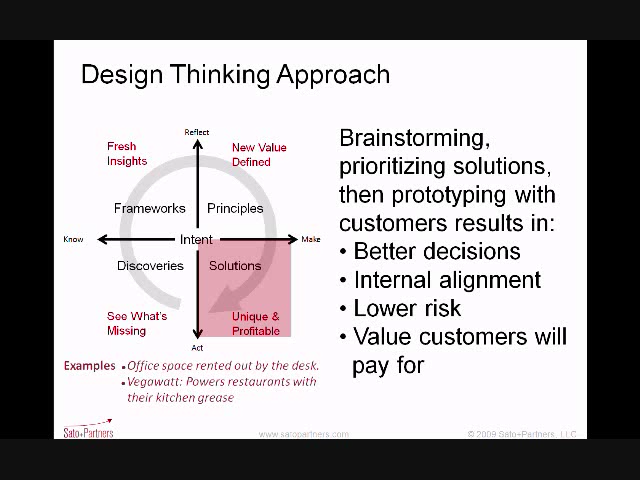 Design Thinking Approach
Reflect
Fresh
Insights
New Value
Defined
Frameworks
Principles
Know
Intent
Make
Discoveries
Solutions
See What's
Missing
Unique &
Profitable
Act
Examples
• Office space rented out by the desk.
• Vegawatt: Powers restaurants with
their kitchen grease
Brainstorming,
prioritizing solutions,
then prototyping with
customers results in:
• Better decisions
• Internal alignment
• Lower risk
• Value customers will
pay for
Sato+Partners
www.satopartners.com
© 2009 Sato+Partners, LLC